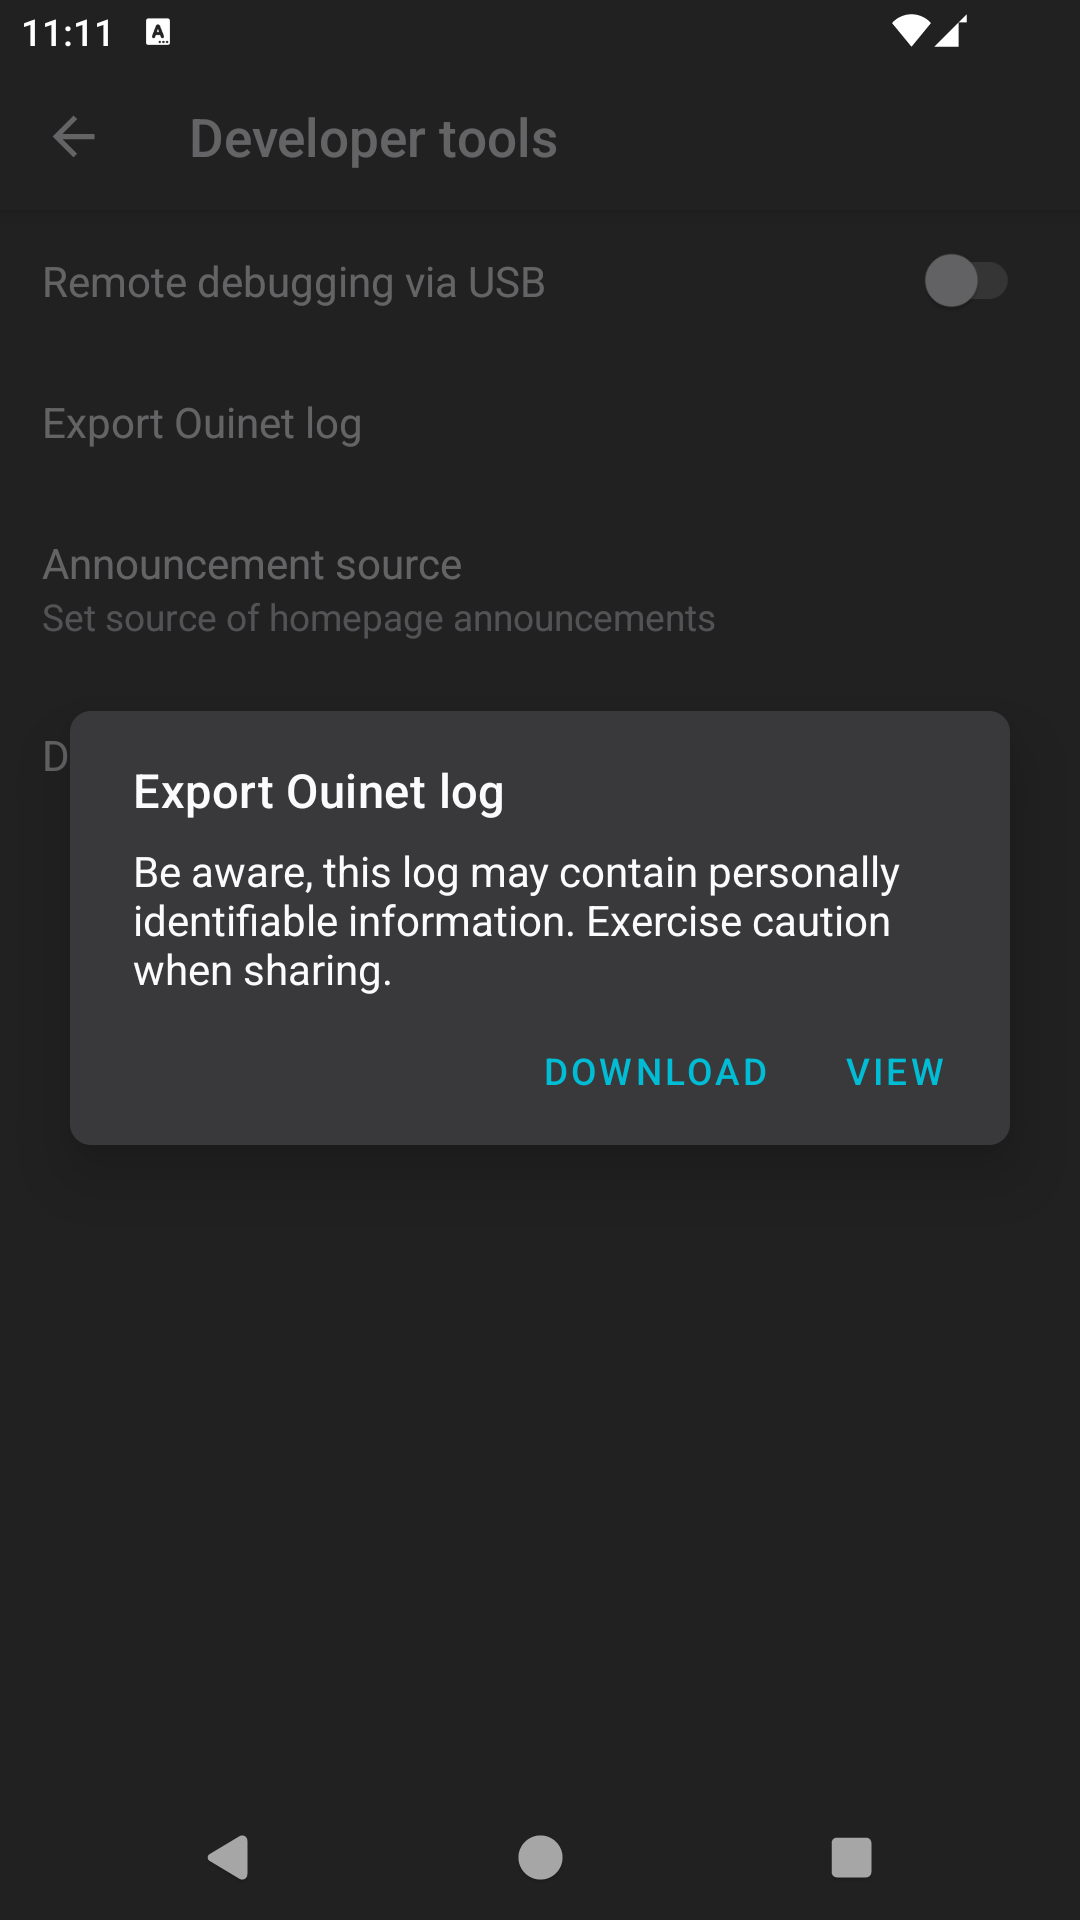 11:11
Developer tools
Remote debugging via USB
Export Ouinet log
Announcement source
Set source of homepage announcements
D
Export Ouinet log
Be aware, this log may contain personally
identifiable information. Exercise caution
when sharing.
DOWNLOAD VIEW